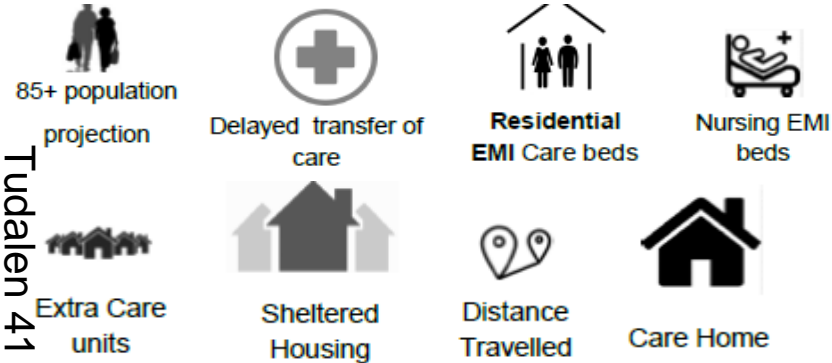 85+ population
projection
Delayed transfer of
care
Residential
EMI Care beds
Nursing EMI
beds
Tudalen 41
Extra Care
units
Sheltered
Housing
Distance
Travelled
Care Home